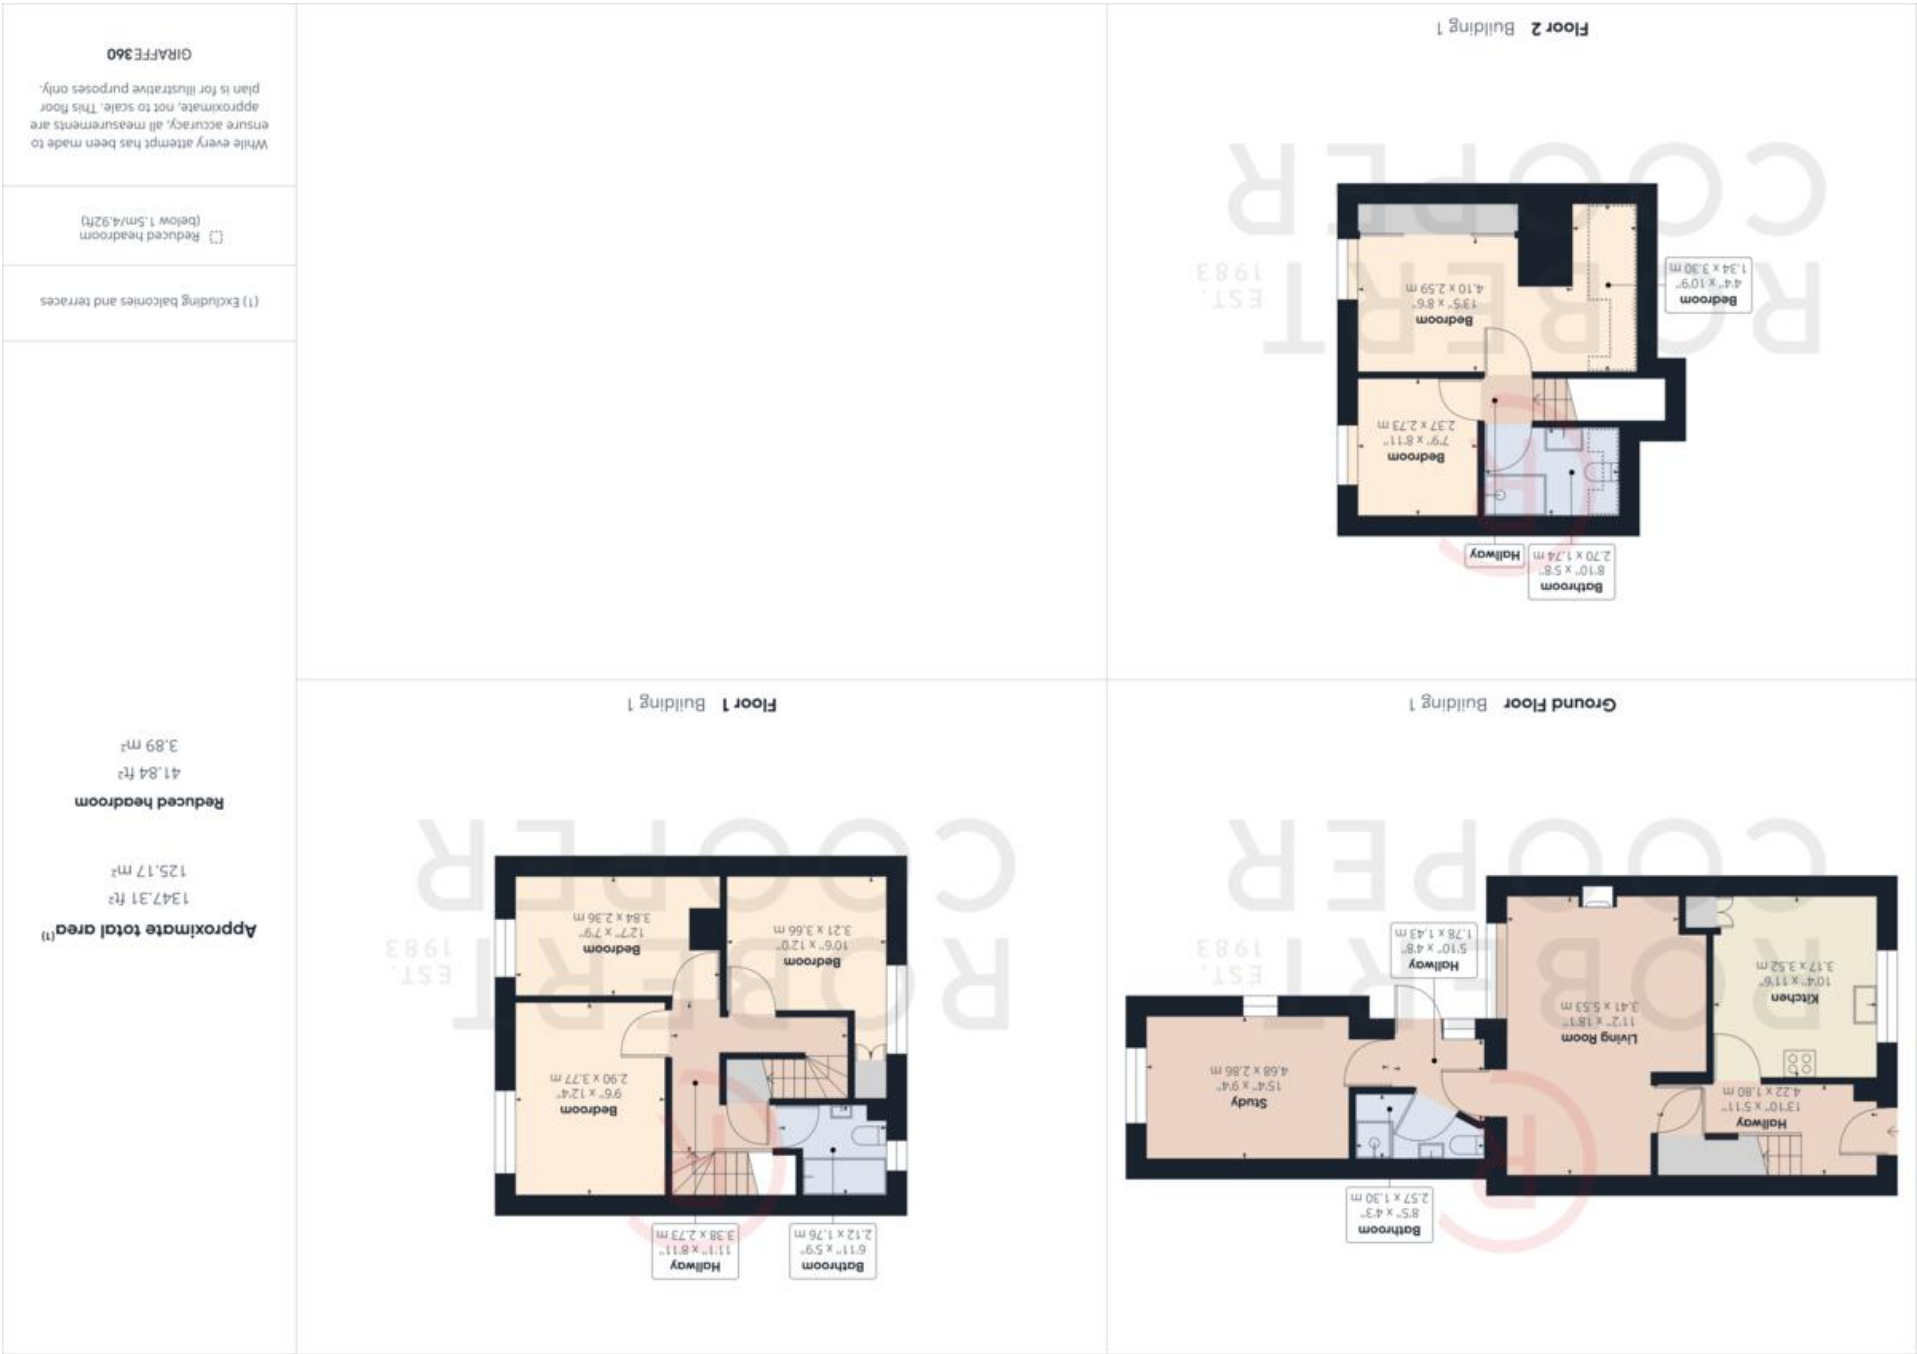 Ground Floor Building 1
Bathroom
8'5" x 4'3"
2.57 x 1.30 m
Hallway
13'10" x 5'11"
4.22 x 1.80 m
Study
15'4" x 9'4"
4.68 x 2.86 m
Kitchen
10'4" x 11'6"
3.17 x 3.52 m
Living Room
11'2" x 18'1"
3.41 x 5.53 m
Hallway
5'10" x 4'8"
1.78 x 1.43 m
ROBERT
COOPER
EST.
1983
Floor 1 Building 1
Bathroom
6'11" x 5'9"
2.12 x 1.76 m
Hallway
11'1" x 8'11"
3.38 x 2.73 m
Bedroom
9'6" x 12'4"
2.90 x 3.77 m
Bedroom
10'6" x 12'0"
3.21 x 3.66 m
Bedroom
12'7" x 7'9"
3.84 x 2.36 m
ROBERT
COOPER
EST.
1983
Approximate total area(1)
1347.31 ft²
125.17 m²
Reduced headroom
41.84 ft²
3.89 m²
Floor 2 Building 1
Bathroom
8'10" x 5'8"
2.70 x 1.74 m
Hallway
Bedroom
7'9" x 8'11"
2.37 x 2.73 m
Bedroom
13'5" x 8'6"
4.10 x 2.59 m
Bedroom
4'4" x 10'9"
1.34 x 3.30 m
ROBERT
COOPER
EST.
1983
(1) Excluding balconies and terraces
Reduced headroom
(below 1.5m/4.92ft)
While every attempt has been made to
ensure accuracy, all measurements are
approximate, not to scale. This floor
plan is for illustrative purposes only.
GIRAFFE360